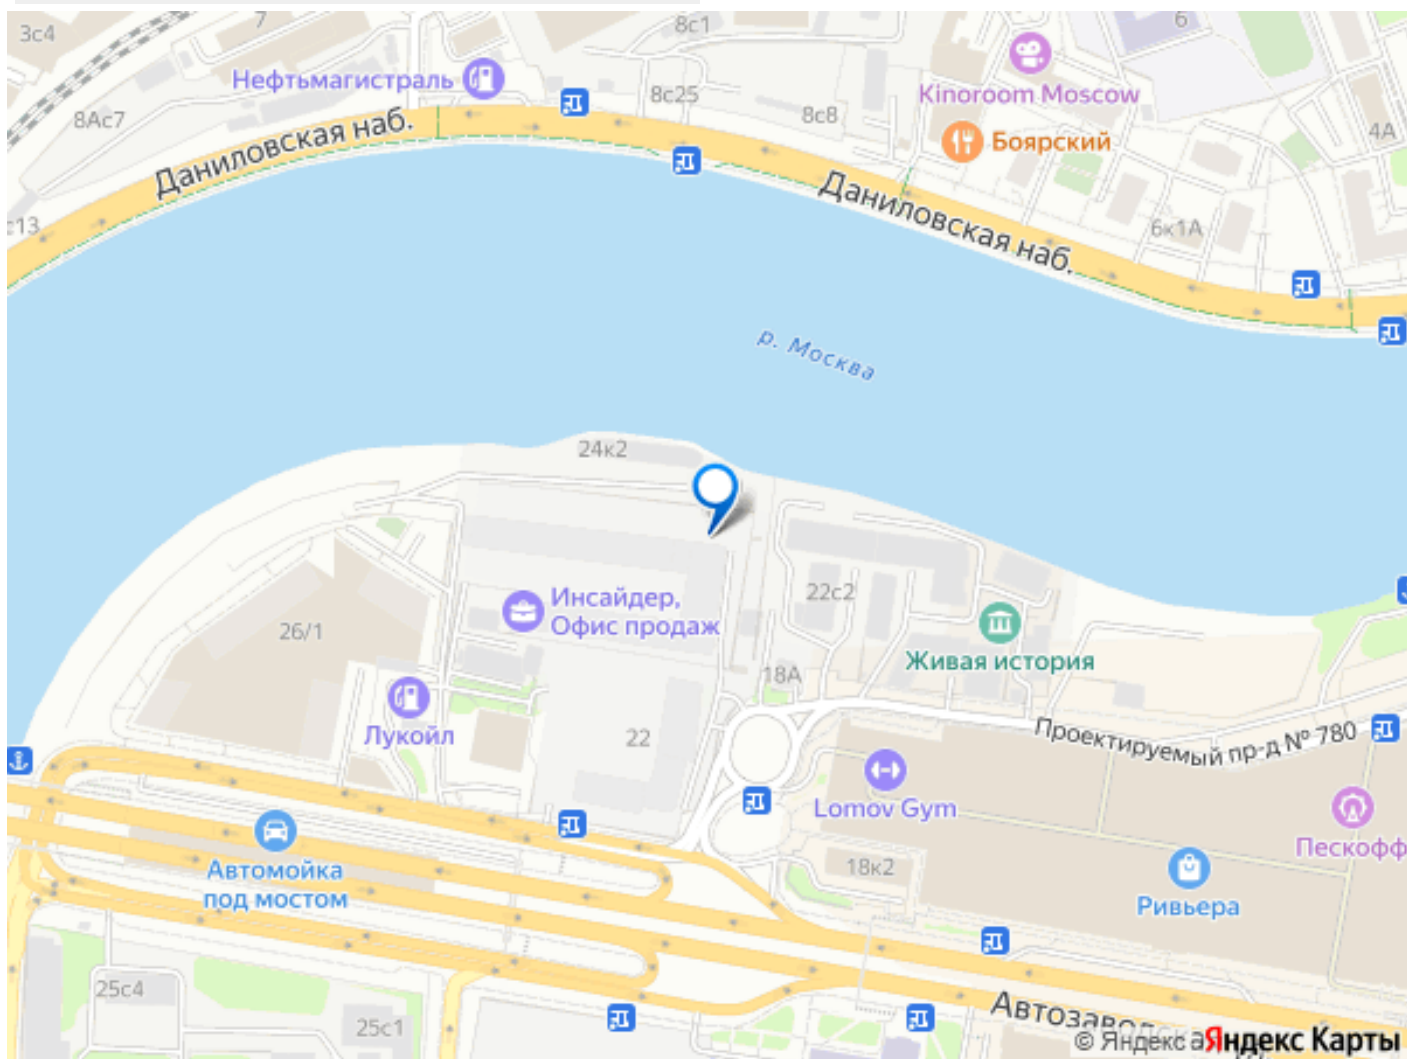 3с4
7
8с1
6
Нефтьмагистраль
8с25
8с8
Kinoroom Moscow
8Ас7
4А
Боярский
Даниловская наб.
Даниловская наб.
с13
6к1А
р. Москва
24к2
Инсайдер,
Офис продаж
22с2
26/1
Живая история
18А
Лукойл
22
Проектируемый пр-д № 780
Lomov Gym
Пескофф
Автомойка
под мостом
18к2
Ривьера
25с4
25с1
© Яндекс
Яндекс Карты